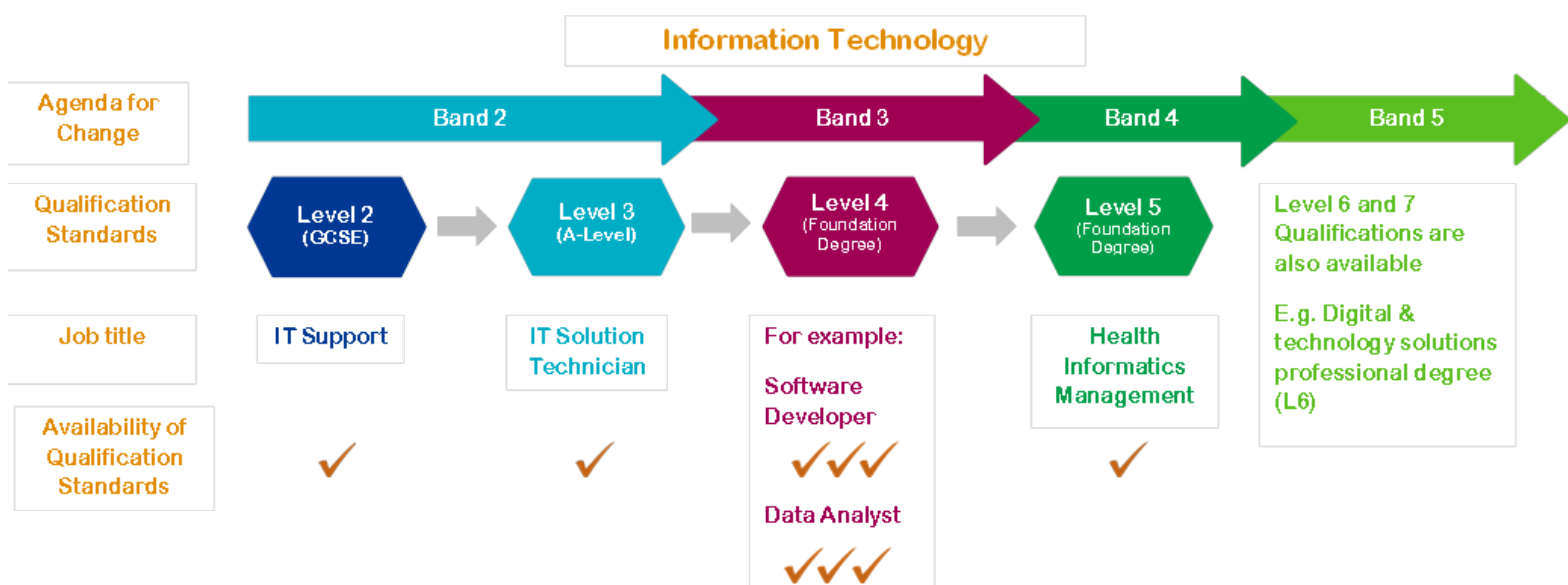 Information Technology
Agenda for
Change
Band 2
Band 3
Band 4
Band 5
Qualification
Standards
Level 2
(GCSE)
Level 3
(A-Level)
Level 4
(Foundation
Degree)
Level 5
(Foundation
Degree)
Level 6 and 7
Qualifications are
also available
E.g. Digital &
technology solutions
professional degree
(L6)
Job title
IT Support
IT Solution
Technician
For example:
Software
Developer
Data Analyst
Health
Informatics
Management
Availability of
Qualification
Standards